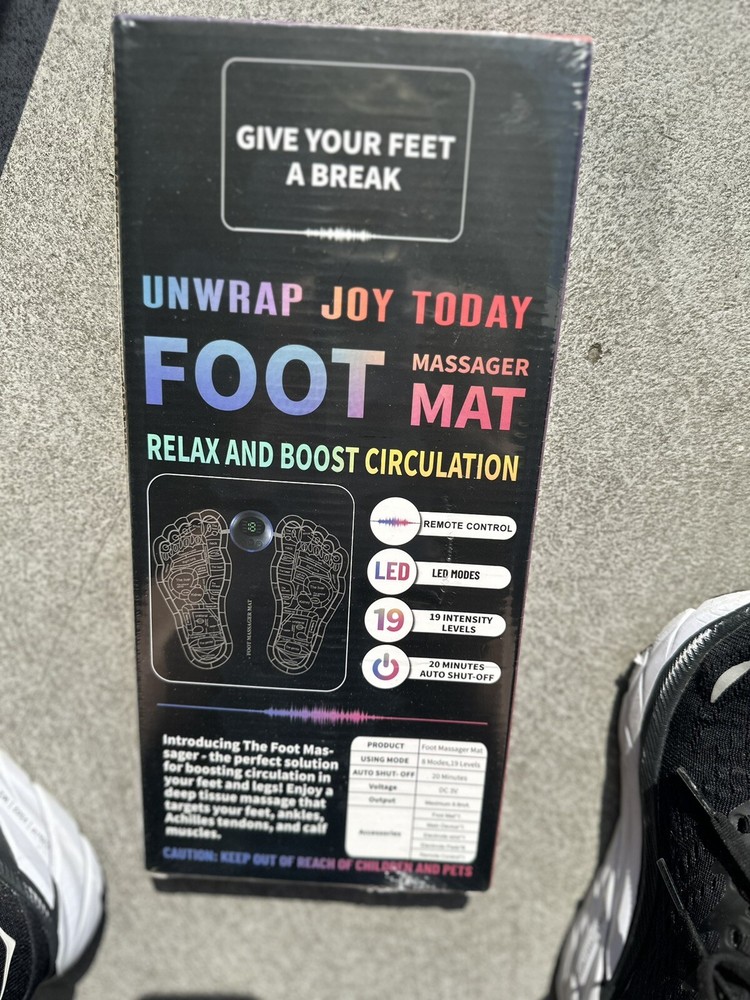 GIVE YOUR FEET
A BREAK
UNWRAP JOY TODAY
FOOT MASSAGER
MAT
RELAX AND BOOST CIRCULATION
FOOT MASSAGER MAT
REMOTE CONTROL
LED LED MODES
19 19 INTENSITY
LEVELS
20 MINUTES
AUTO SHUT-OFF
Introducing The Foot Mas-
sager - the perfect solution
for boosting circulation in
your feet and legs! Enjoy a
deep tissue massage that
targets your feet, ankles,
Achilles tendons, and calf
muscles.
PRODUCT Foot Massager Mat
USING MODE 8 Modes,19 Levels
AUTO SHUT- OFF 20 Minutes
Voltage DC 5V
Output Maximum
Accessories
CAUTION: KEEP OUT OF REACH OF CHILDREN AND PETS